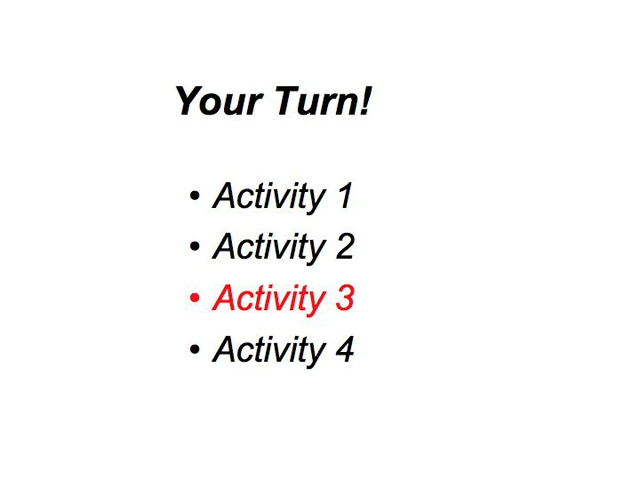 Your Turn!
• Activity 1
• Activity 2
• Activity 3
• Activity 4